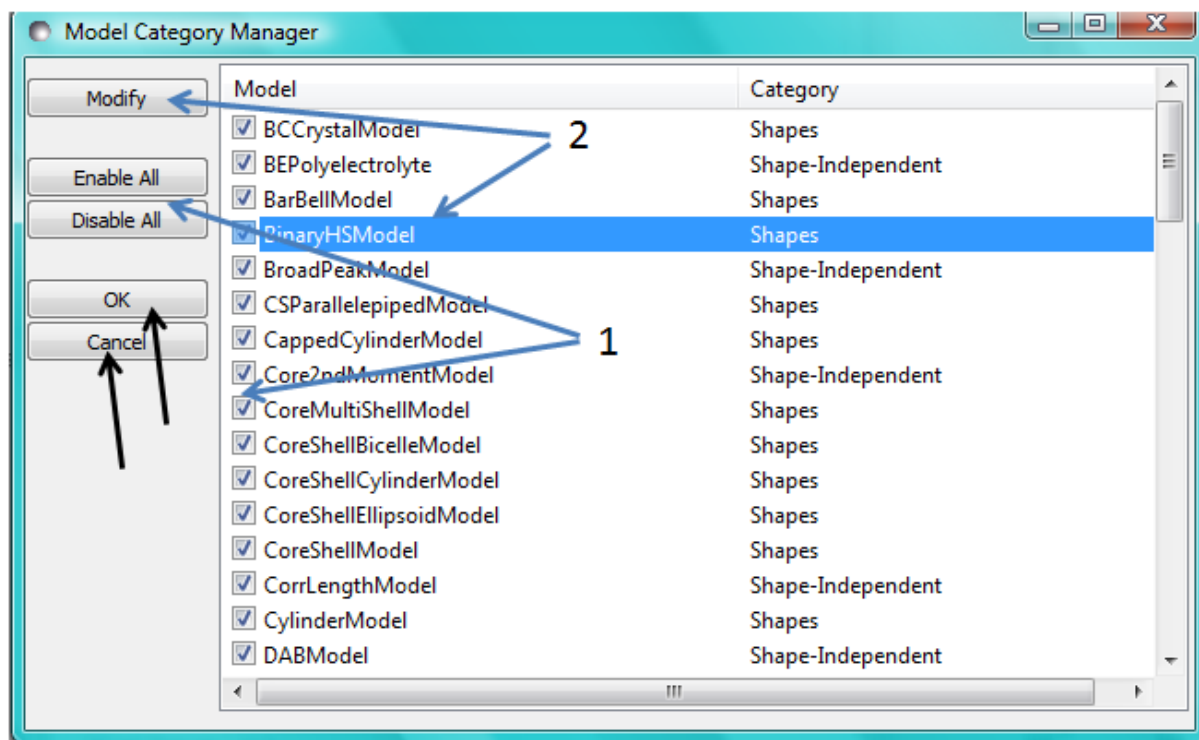 Model Category Manager
Modify
Enable All
Disable All
OK
Cancel
Model Category
BCCrystalModel Shapes
BEPolyelectrolyte Shape-Independent
BarBellModel Shapes
BinaryHSModel Shapes
BroadPeakModel Shape-Independent
CSParallelepipedModel Shapes
CappedCylinderModel Shapes
Core2ndMomentModel Shape-Independent
CoreMultiShellModel Shapes
CoreShellBicelleModel Shapes
CoreShellCylinderModel Shapes
CoreShellEllipsoidModel Shapes
CoreShellModel Shapes
CorrLengthModel Shape-Independent
CylinderModel Shapes
DABModel Shape-Independent
2
1